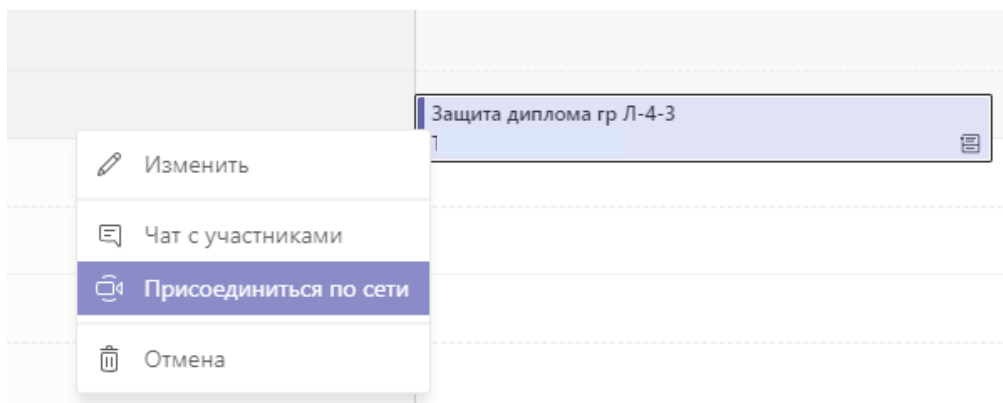 Защита диплома гр Л-4-3
Изменить
Чат с участниками
Присоединиться по сети
Отмена